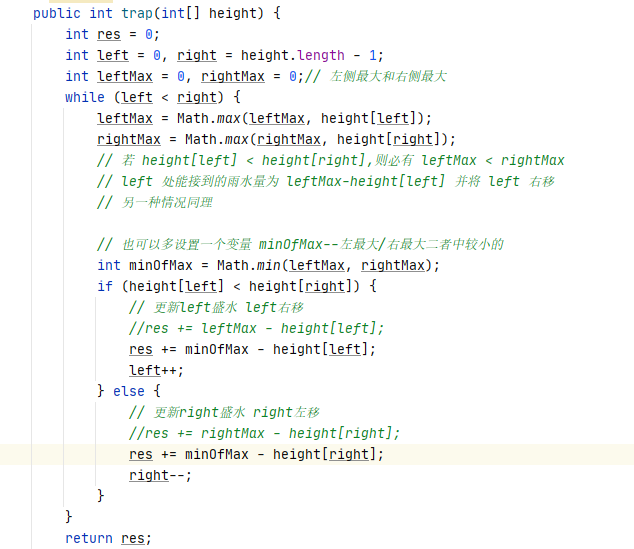 public int trap(int[] height) {
int res = 0;
int left = 0, right = height.length - 1;
int leftMax = 0, rightMax = 0;// 左侧最大和右侧最大
while (left < right) {
leftMax = Math.max(leftMax, height[left]);
rightMax = Math.max(rightMax, height[right]);
// 若 height[left] < height[right],则必有 leftMax < rightMax
// left 处能接到的雨水量为 leftMax-height[left] 并将 left 右移
// 另一种情况同理
// 也可以多设置一个变量 minOfMax--左最大/右最大二者中较小的
int minOfMax = Math.min(leftMax, rightMax);
if (height[left] < height[right]) {
// 更新left盛水 left右移
//res += leftMax - height[left];
res += minOfMax - height[left];
left++;
} else {
// 更新right盛水 right左移
//res += rightMax - height[right];
res += minOfMax - height[right];
right--;
}
}
return res;